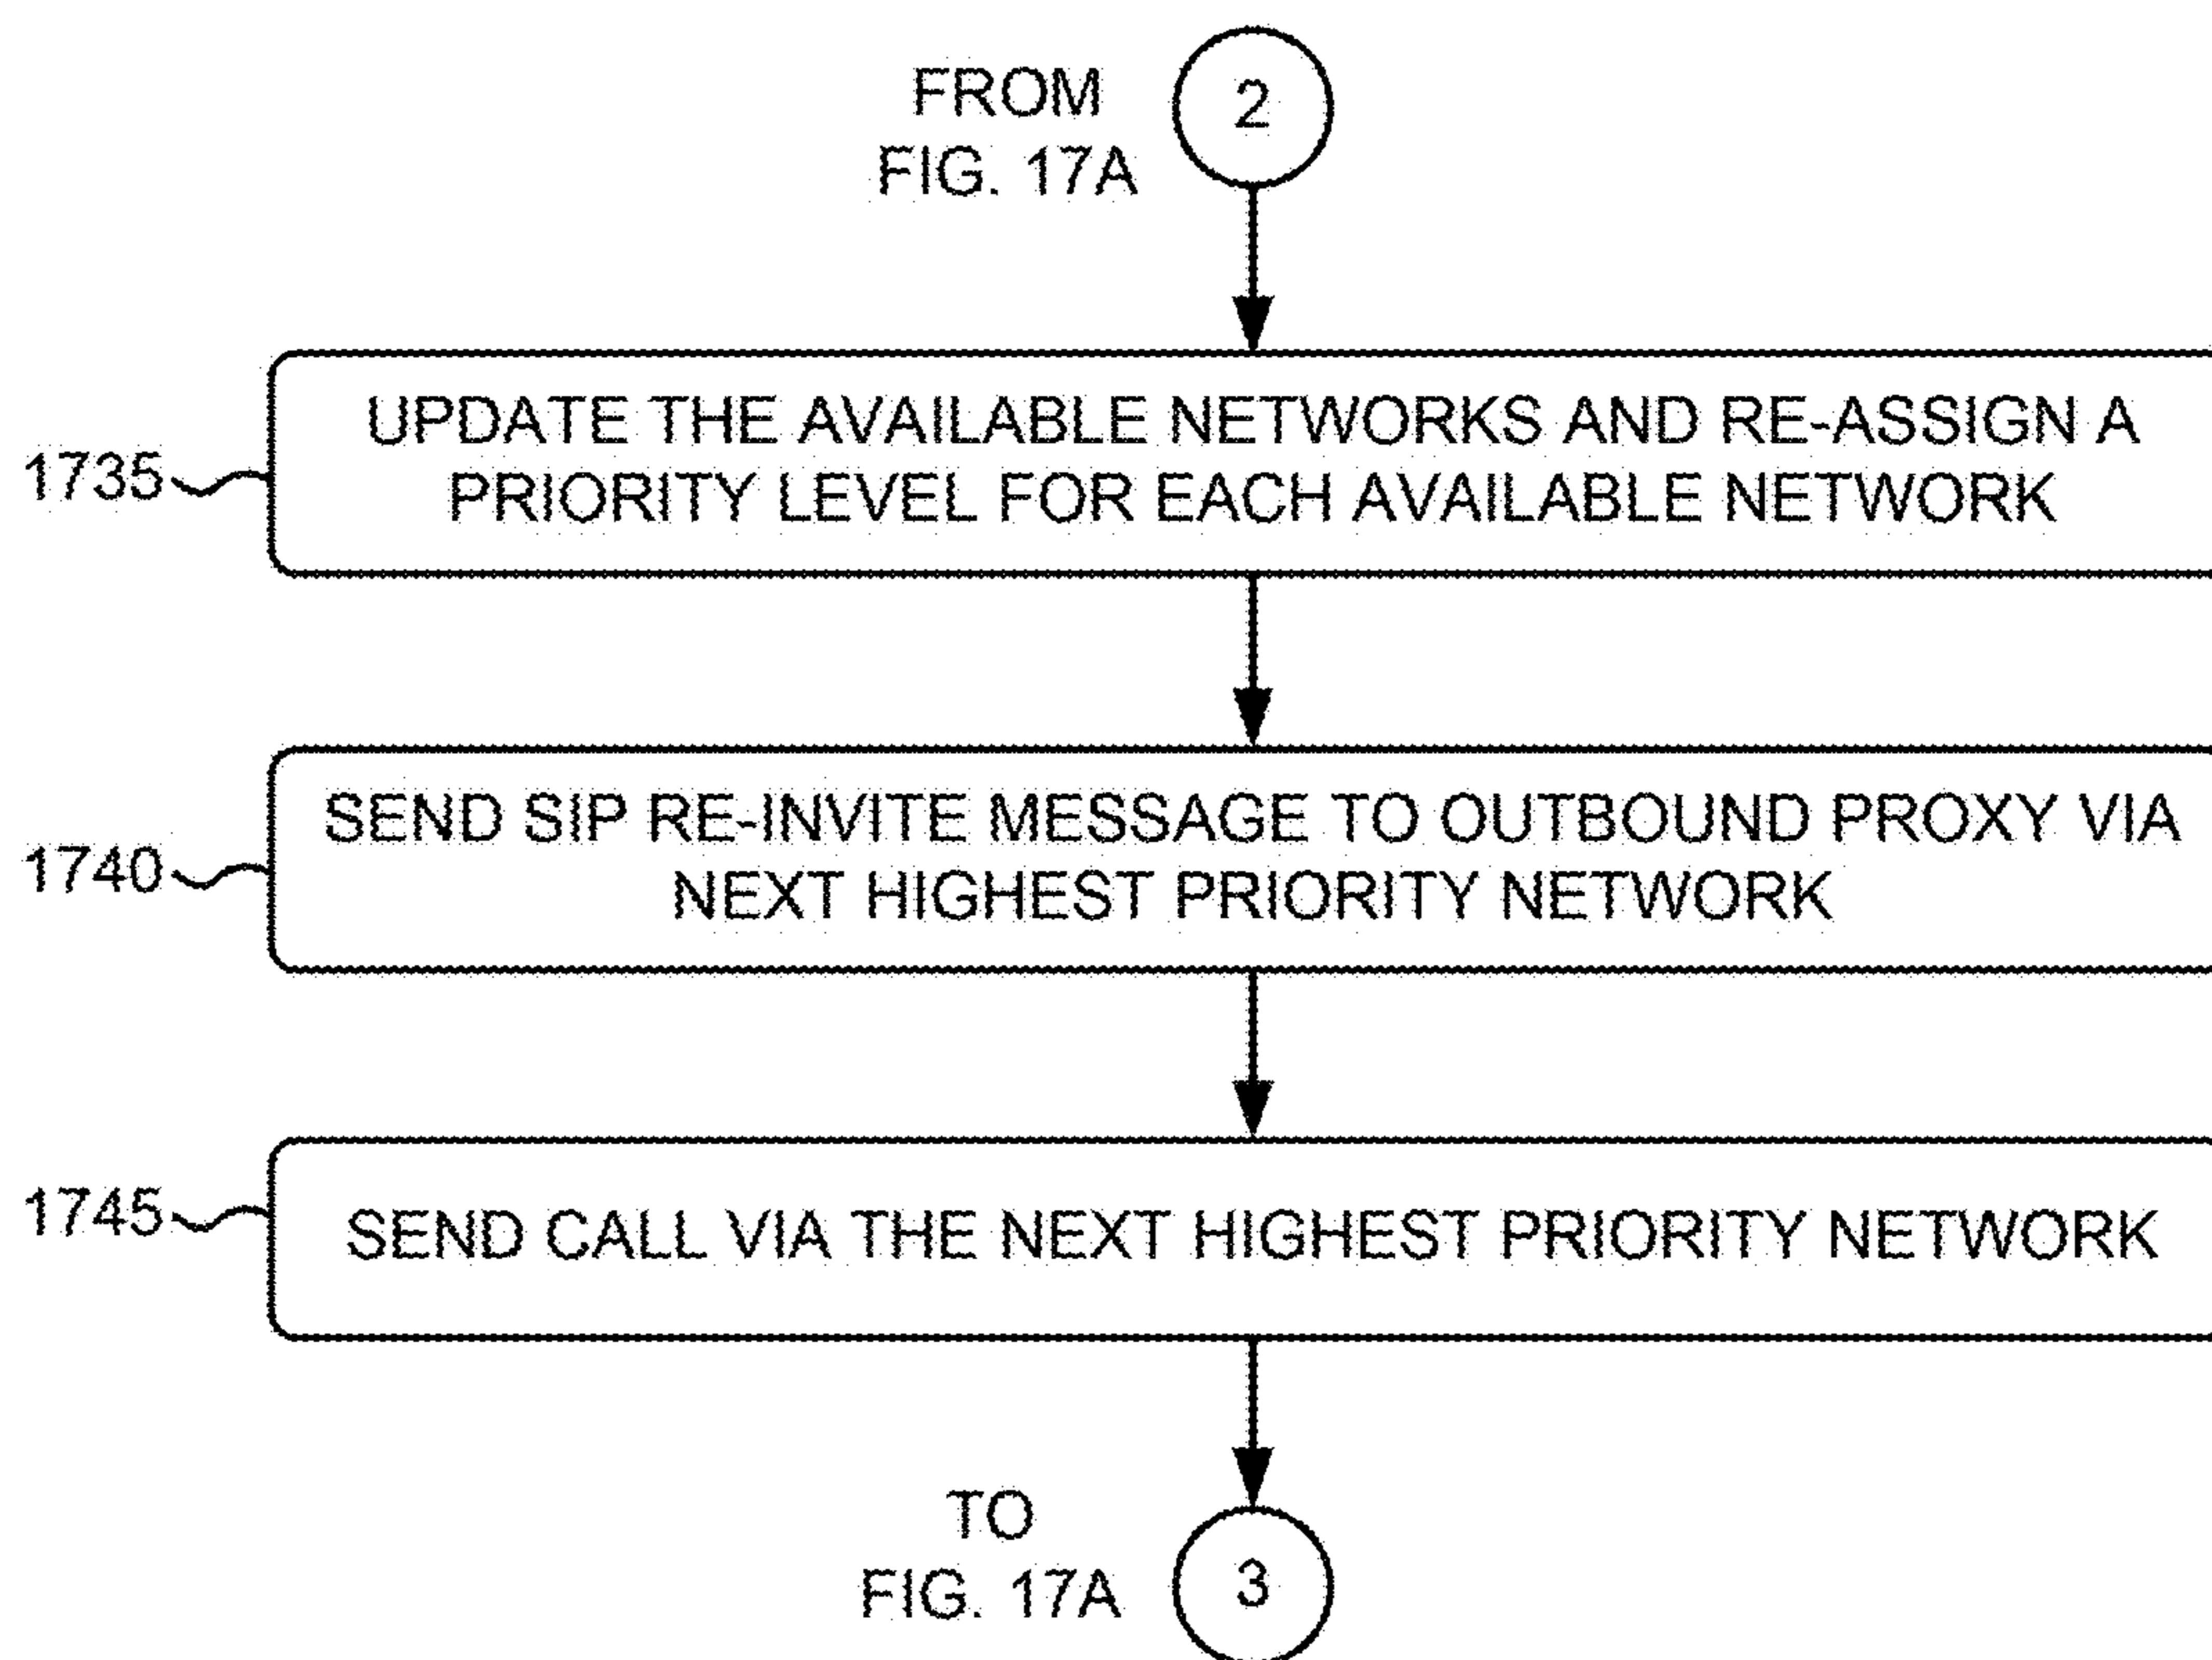 FROM
FIG. 17A
2
1735
UPDATE THE AVAILABLE NETWORKS AND RE-ASSIGN A
PRIORITY LEVEL FOR EACH AVAILABLE NETWORK
1740
SEND SIP RE-INVITE MESSAGE TO OUTBOUND PROXY VIA
NEXT HIGHEST PRIORITY NETWORK
1745
SEND CALL VIA THE NEXT HIGHEST PRIORITY NETWORK
TO
FIG. 17A
3